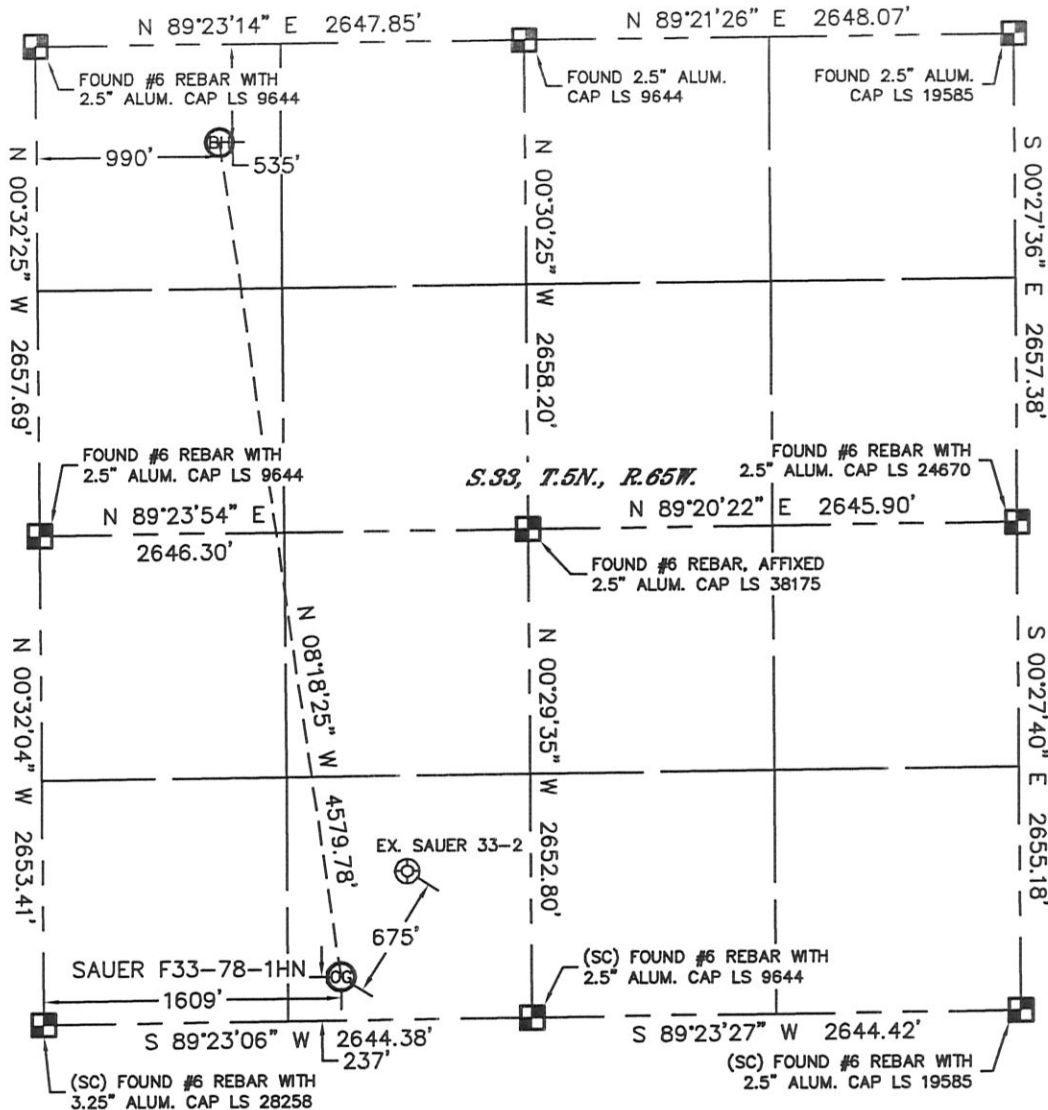 N 89°23'14" E 2647.85'
N 89°21'26" E 2648.07'
FOUND #6 REBAR WITH
2.5" ALUM. CAP LS 9644
FOUND 2.5" ALUM.
CAP LS 9644
FOUND 2.5" ALUM.
CAP LS 19585
BH
990'
535'
N 00°32'25" W 2657.69'
N 00°30'25" W 2658.20'
S 00°27'36" E 2657.38'
FOUND #6 REBAR WITH
2.5" ALUM. CAP LS 9644
S.33, T.5N., R.65W.
FOUND #6 REBAR WITH
2.5" ALUM. CAP LS 24670
N 89°23'54" E
2646.30'
N 89°20'22" E 2645.90'
FOUND #6 REBAR, AFFIXED
2.5" ALUM. CAP LS 38175
N 00°32'04" W 2653.41'
N 08°18'25" W 4579.78'
N 00°29'35" W 2652.80'
S 00°27'40" E 2655.18'
EX. SAUER 33-2
675'
SAUER F33-78-1HN
OG
1609'
(SC) FOUND #6 REBAR WITH
2.5" ALUM. CAP LS 9644
S 89°23'06" W 2644.38'
237'
S 89°23'27" W 2644.42'
(SC) FOUND #6 REBAR WITH
3.25" ALUM. CAP LS 28258
(SC) FOUND #6 REBAR WITH
2.5" ALUM. CAP LS 19585